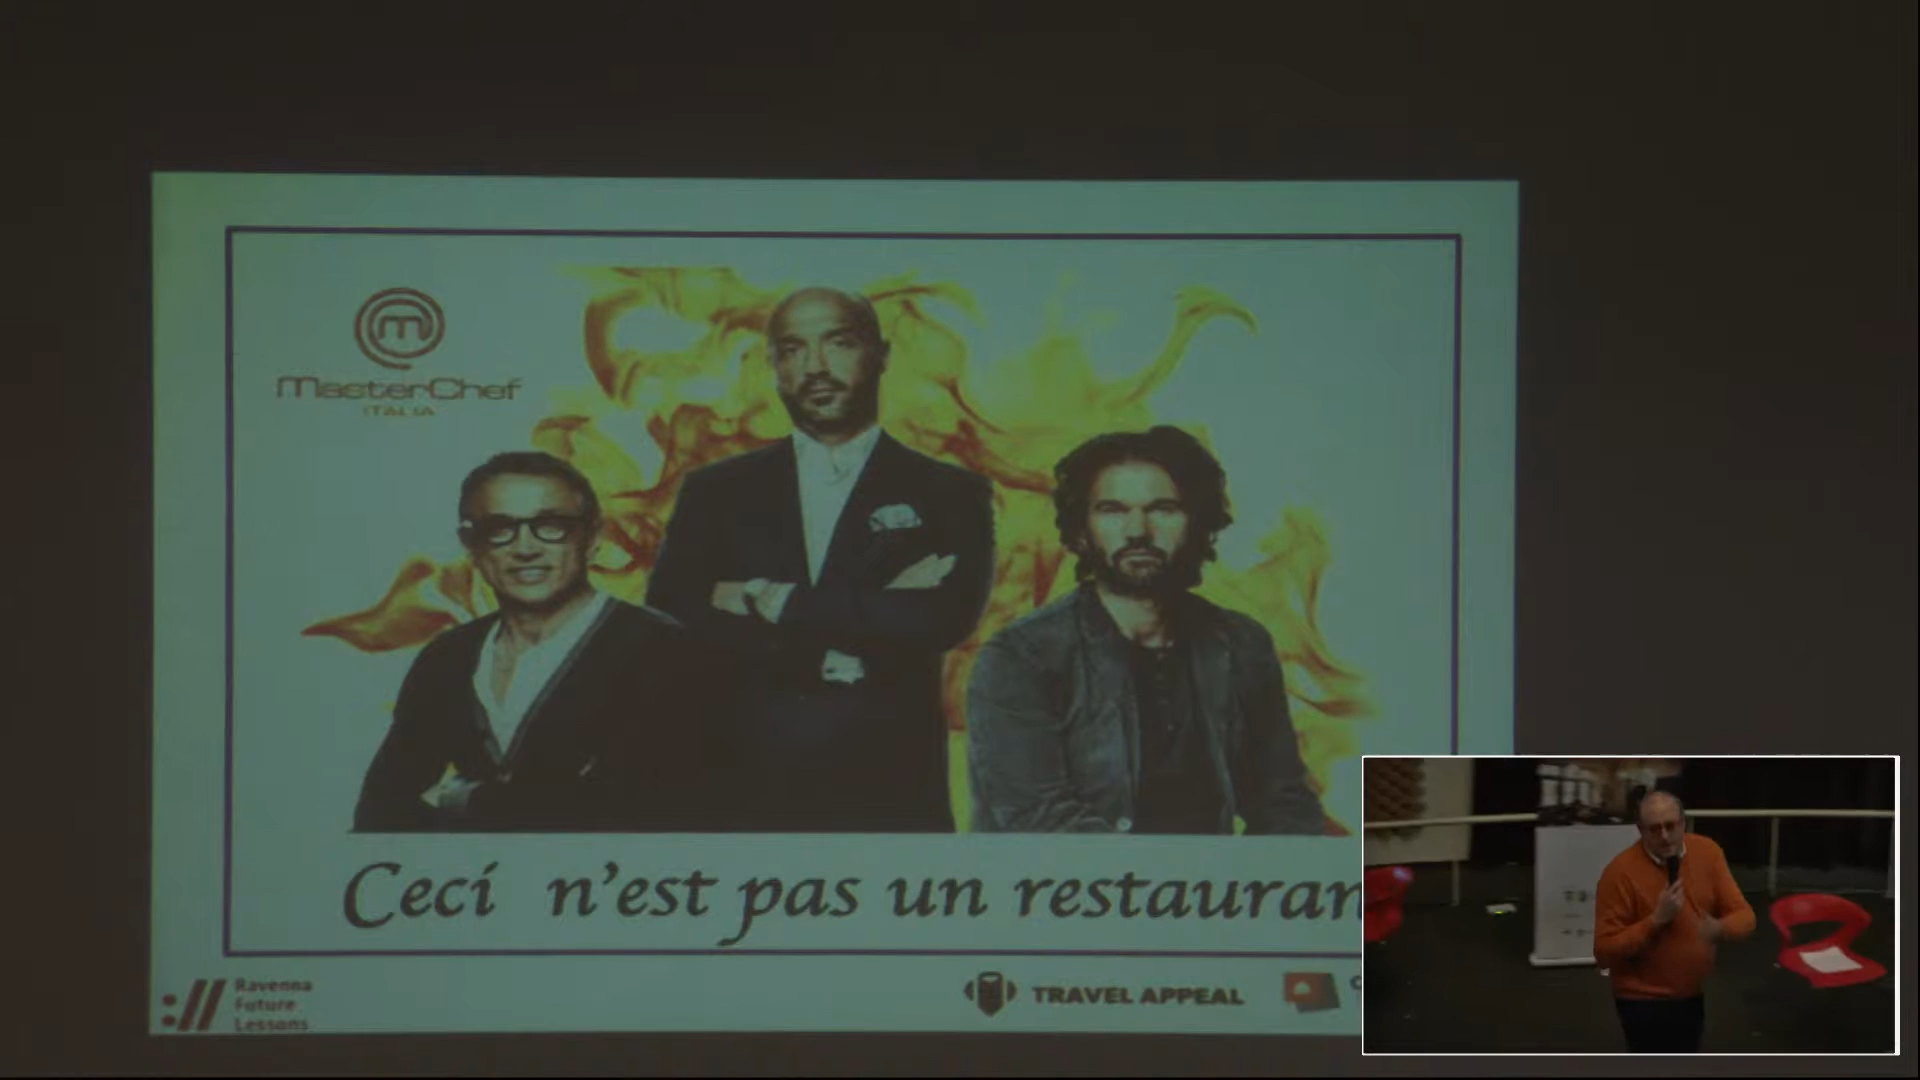 MasterChef
ITALIA
Ceci n'est pas un restauran
Ravenna
Future
Lessons
TRAVEL APPEAL